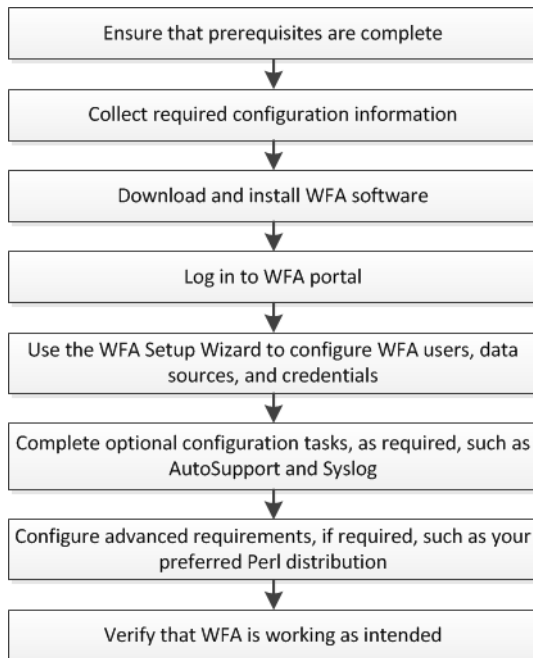 Ensure that prerequisites are complete
Collect required configuration information
Download and install WFA software
Log in to WFA portal
Use the WFA Setup Wizard to configure WFA users, data
sources, and credentials
Complete optional configuration tasks, as required, such as
AutoSupport and Syslog
Configure advanced requirements, if required, such as your
preferred Perl distribution
Verify that WFA is working as intended